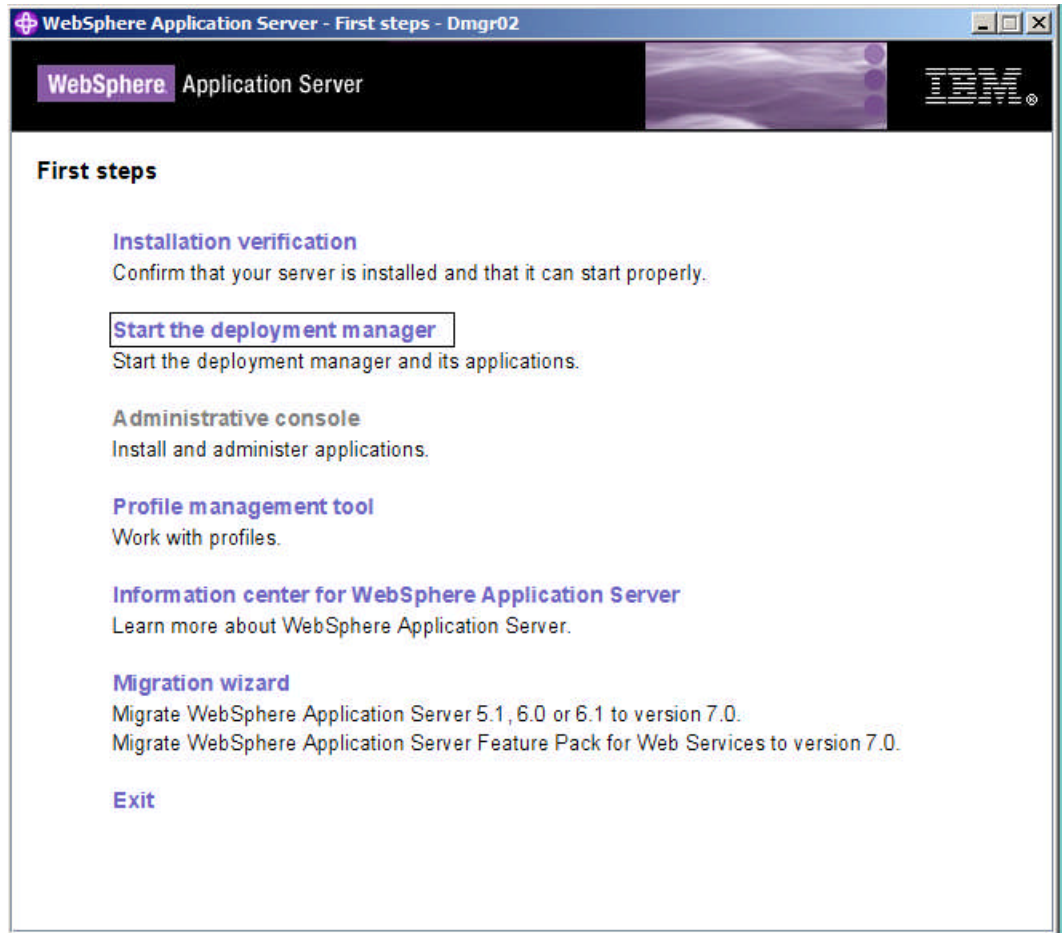 WebSphere Application Server - First steps - Dmgr02
WebSphere. Application Server
IBM®
First steps
Installation verification
Confirm that your server is installed and that it can start properly.
Start the deployment manager
Start the deployment manager and its applications.
Administrative console
Install and administer applications.
Profile management tool
Work with profiles.
Information center for WebSphere Application Server
Learn more about WebSphere Application Server.
Migration wizard
Migrate WebSphere Application Server 5.1, 6.0 or 6.1 to version 7.0.
Migrate WebSphere Application Server Feature Pack for Web Services to version 7.0.
Exit